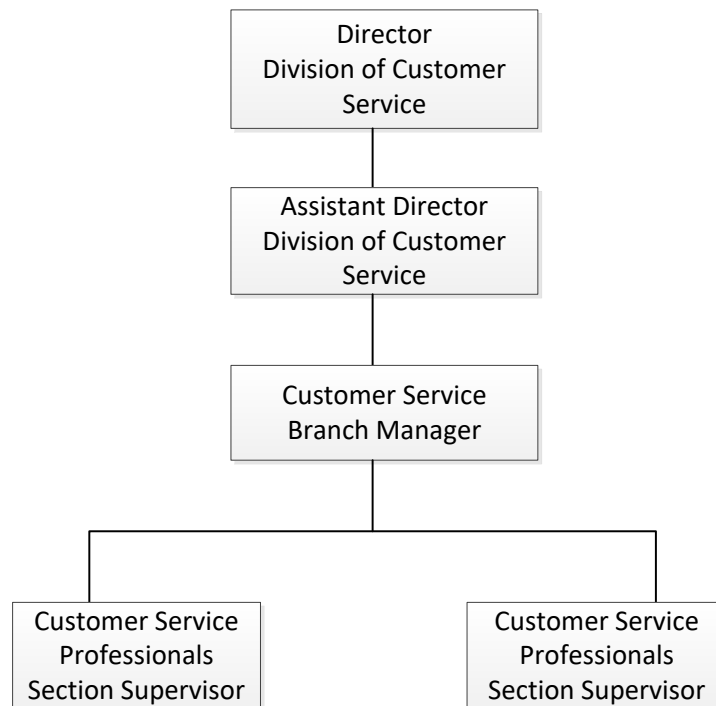 Director
Division of Customer
Service
Assistant Director
Division of Customer
Service
Customer Service
Branch Manager
Customer Service
Professionals
Section Supervisor
Customer Service
Professionals
Section Supervisor